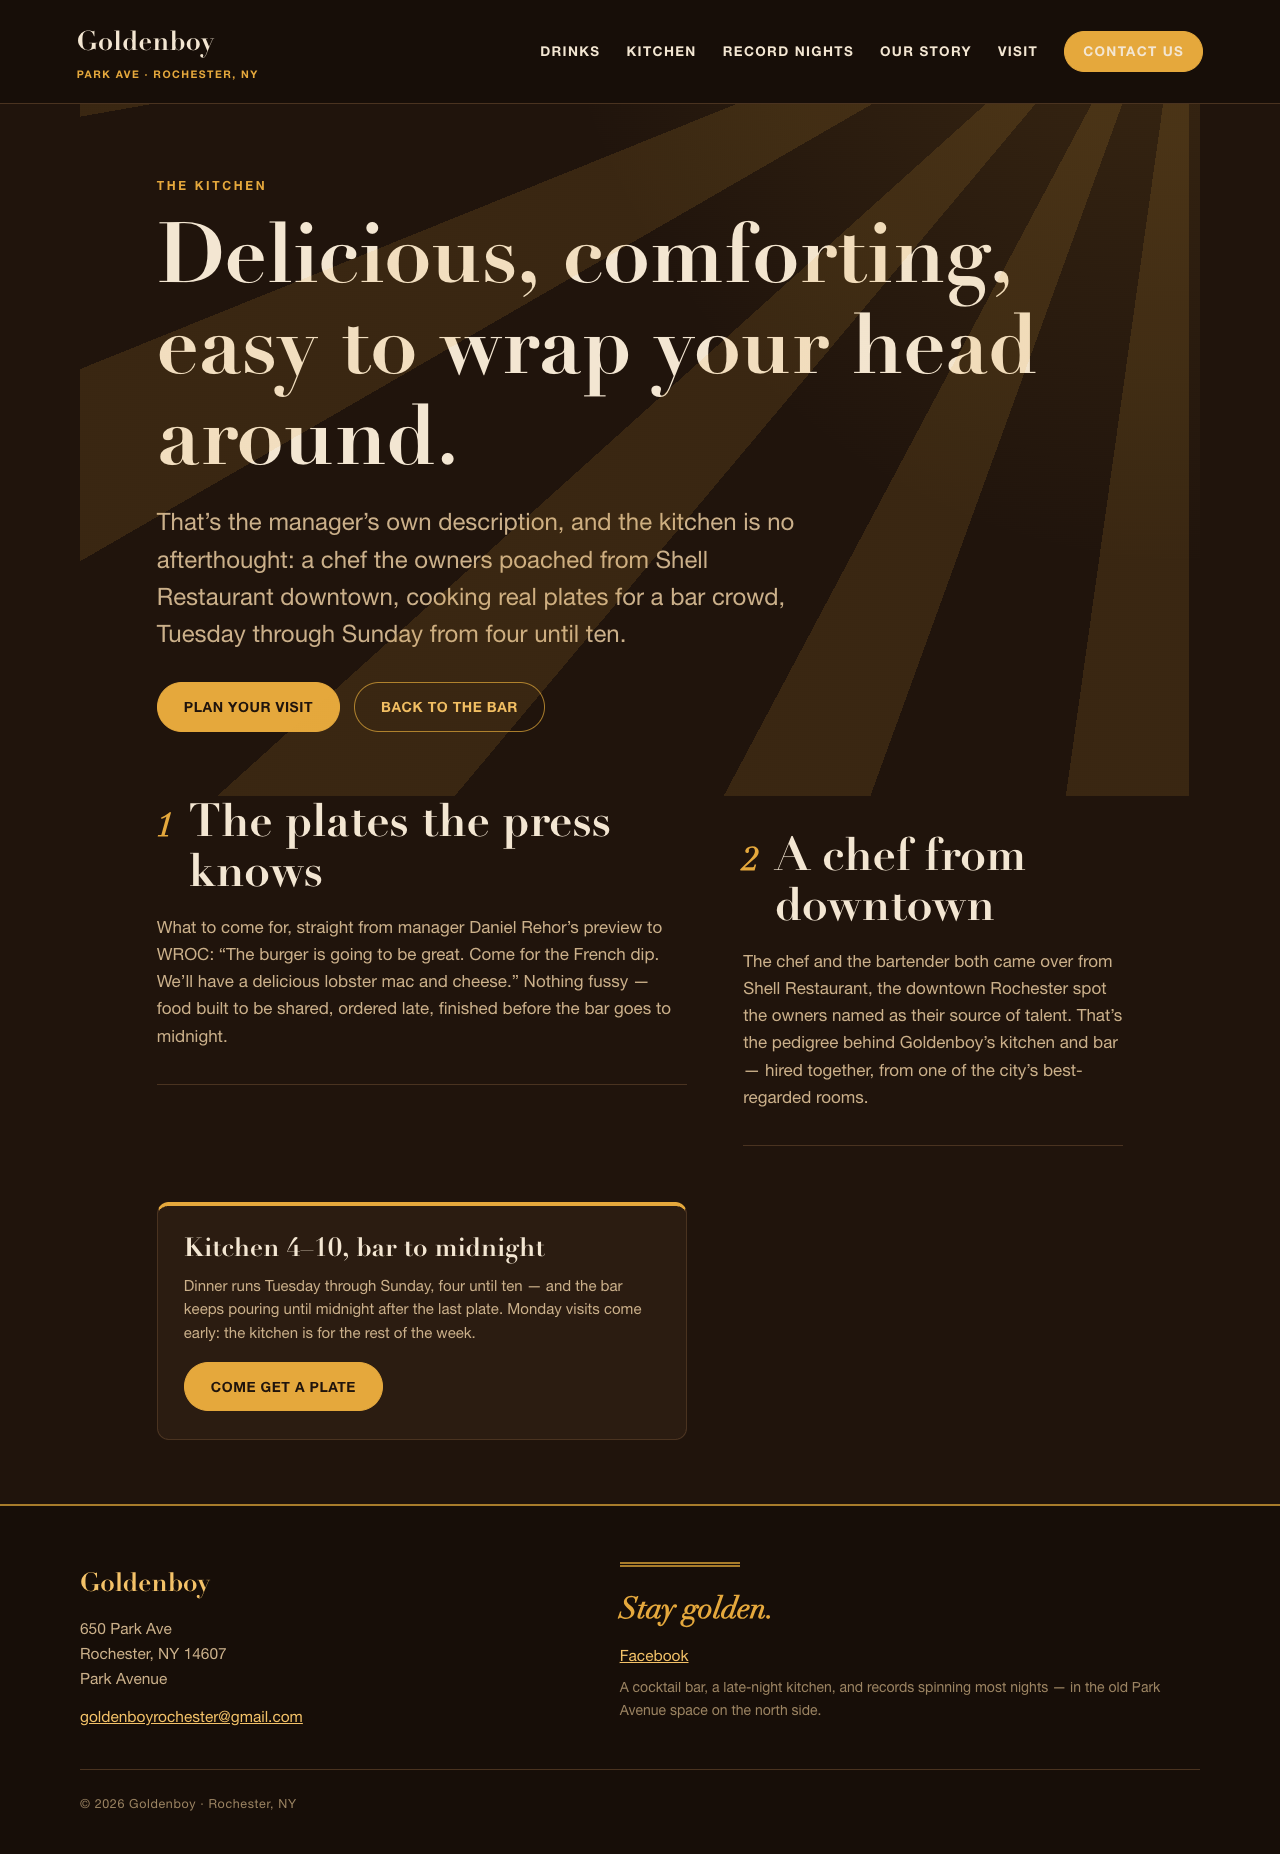 Goldenboy
PARK AVE · ROCHESTER, NY
DRINKS
KITCHEN
RECORD NIGHTS
OUR STORY
VISIT
CONTACT US
THE KITCHEN
Delicious, comforting,
easy to wrap your head
around.
That’s the manager’s own description, and the kitchen is no
afterthought: a chef the owners poached from Shell
Restaurant downtown, cooking real plates for a bar crowd,
Tuesday through Sunday from four until ten.
PLAN YOUR VISIT
BACK TO THE BAR
1 The plates the press
knows
What to come for, straight from manager Daniel Rehor’s preview to
WROC: “The burger is going to be great. Come for the French dip.
We’ll have a delicious lobster mac and cheese.” Nothing fussy —
food built to be shared, ordered late, finished before the bar goes to
midnight.
2 A chef from
downtown
The chef and the bartender both came over from
Shell Restaurant, the downtown Rochester spot
the owners named as their source of talent. That’s
the pedigree behind Goldenboy’s kitchen and bar
— hired together, from one of the city’s best-
regarded rooms.
Kitchen 4–10, bar to midnight
Dinner runs Tuesday through Sunday, four until ten — and the bar
keeps pouring until midnight after the last plate. Monday visits come
early: the kitchen is for the rest of the week.
COME GET A PLATE
Goldenboy
650 Park Ave
Rochester, NY 14607
Park Avenue
goldenboyrochester@gmail.com
Stay golden.
Facebook
A cocktail bar, a late-night kitchen, and records spinning most nights — in the old Park
Avenue space on the north side.
© 2026 Goldenboy · Rochester, NY